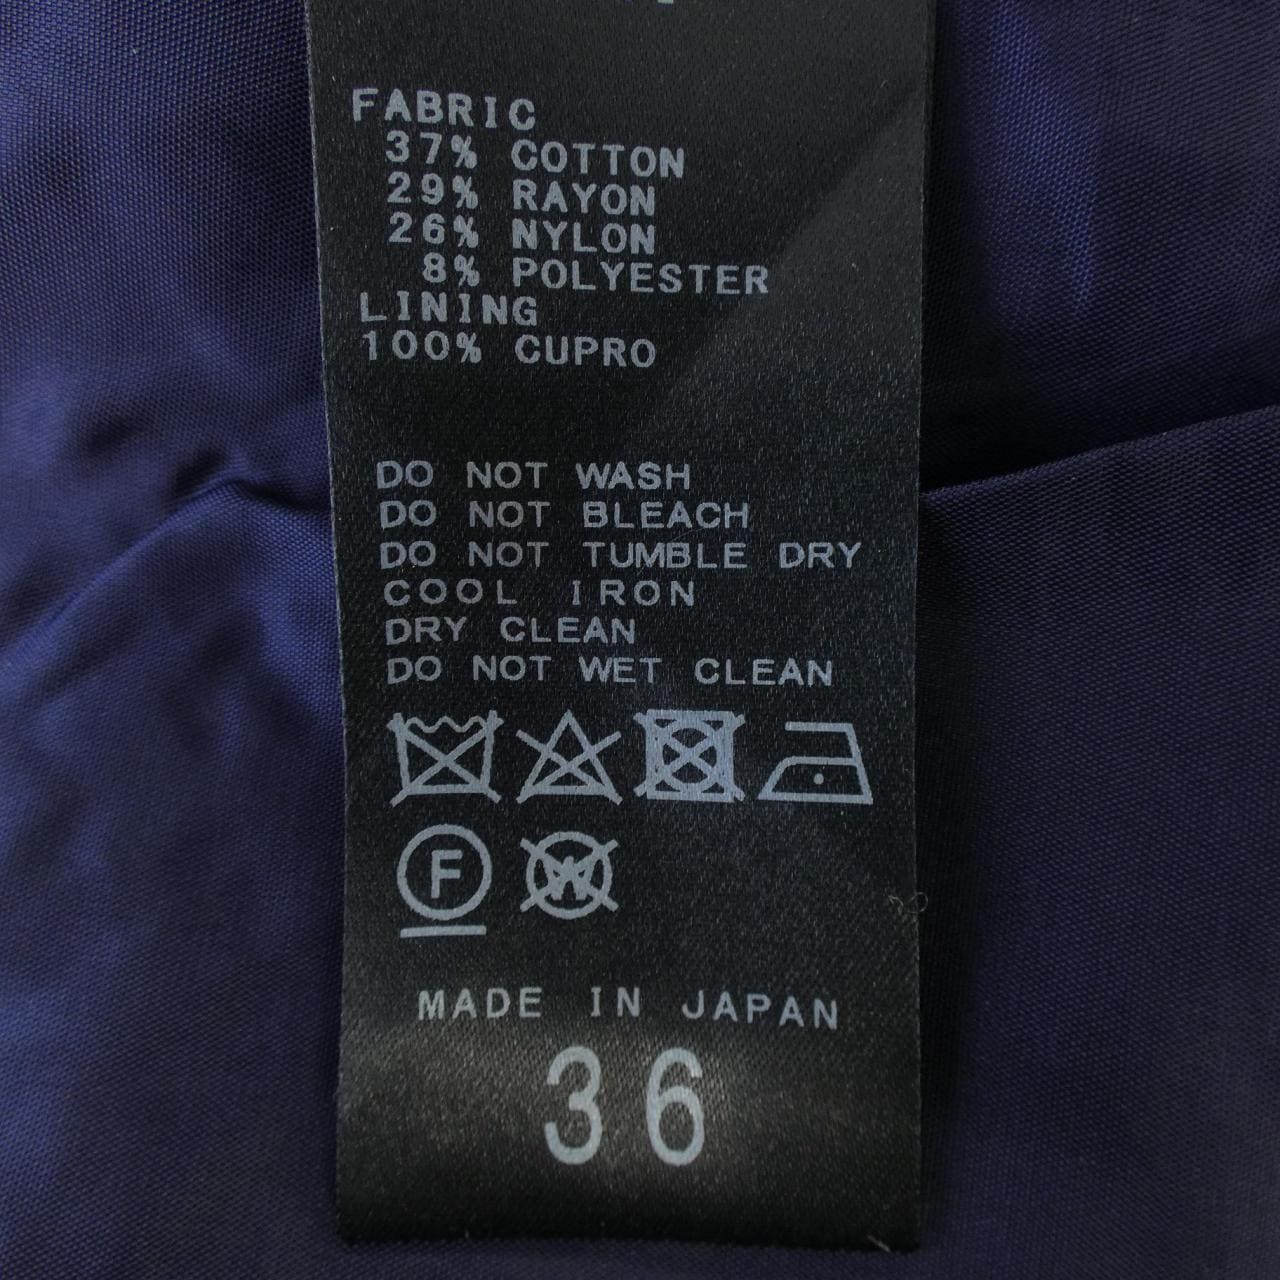 FABRIC
37% COTTON
29% RAYON
26% NYLON
8% POLYESTER
LINING
100% CUPRO
DO NOT WASH
DO NOT BLEACH
DO NOT TUMBLE DRY
COOL IRON
DRY CLEAN
DO NOT WET CLEAN
F W
MADE IN JAPAN
36